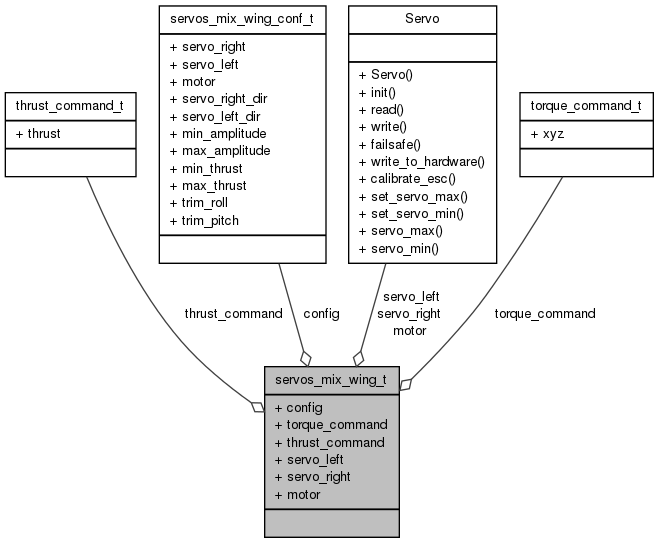 servos_mix_wing_conf_t
+ servo_right
+ servo_left
+ motor
+ servo_right_dir
+ servo_left_dir
+ min_amplitude
+ max_amplitude
+ min_thrust
+ max_thrust
+ trim_roll
+ trim_pitch
Servo
+ Servo()
+ init()
+ read()
+ write()
+ failsafe()
+ write_to_hardware()
+ calibrate_esc()
+ set_servo_max()
+ set_servo_min()
+ servo_max()
+ servo_min()
thrust_command_t
+ thrust
torque_command_t
+ xyz
thrust_command
config
servo_left
servo_right
motor
torque_command
servos_mix_wing_t
+ config
+ torque_command
+ thrust_command
+ servo_left
+ servo_right
+ motor